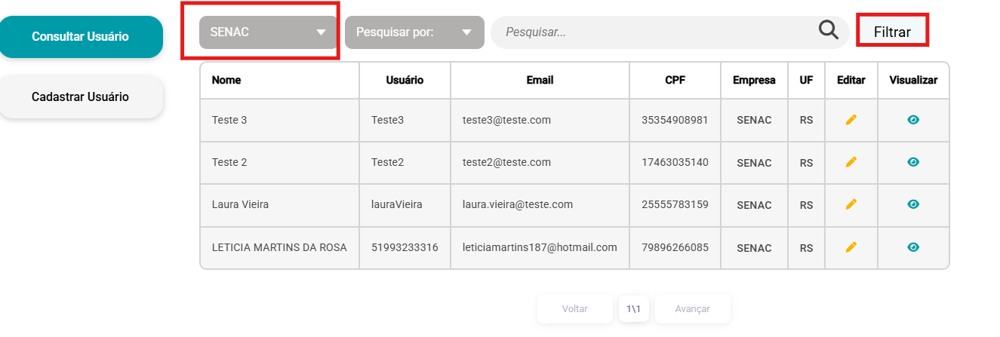 Consultar Usuário
Cadastrar Usuário
SENAC Pesquisar por: Pesquisar... Filtrar
Nome Usuário Email CPF Empresa UF Editar Visualizar
Teste 3 Teste3 teste3@teste.com 35354908981 SENAC RS
Teste 2 Teste2 teste2@teste.com 17463035140 SENAC RS
Laura Vieira lauraVieira laura.vieira@teste.com 25555783159 SENAC RS
LETICIA MARTINS DA ROSA 51993233316 leticiamartins187@hotmail.com 79896266085 SENAC RS
Voltar 1\1 Avançar